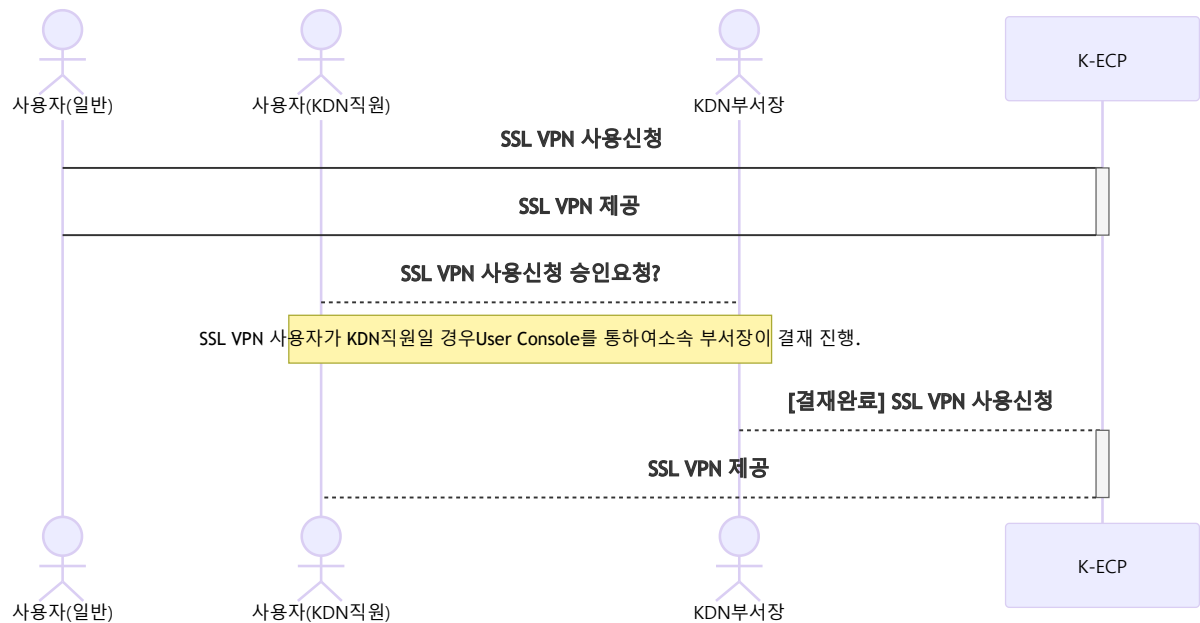 사용자(일반)
사용자(KDN직원)
KDN부서장
K-ECP
SSL VPN 사용신청
SSL VPN 제공
SSL VPN 사용신청 승인요청?
SSL VPN 사용자가 KDN직원일 경우User Console를 통하여소속 부서장이 결재 진행.
[결재완료] SSL VPN 사용신청
SSL VPN 제공
사용자(일반)
사용자(KDN직원)
KDN부서장
K-ECP